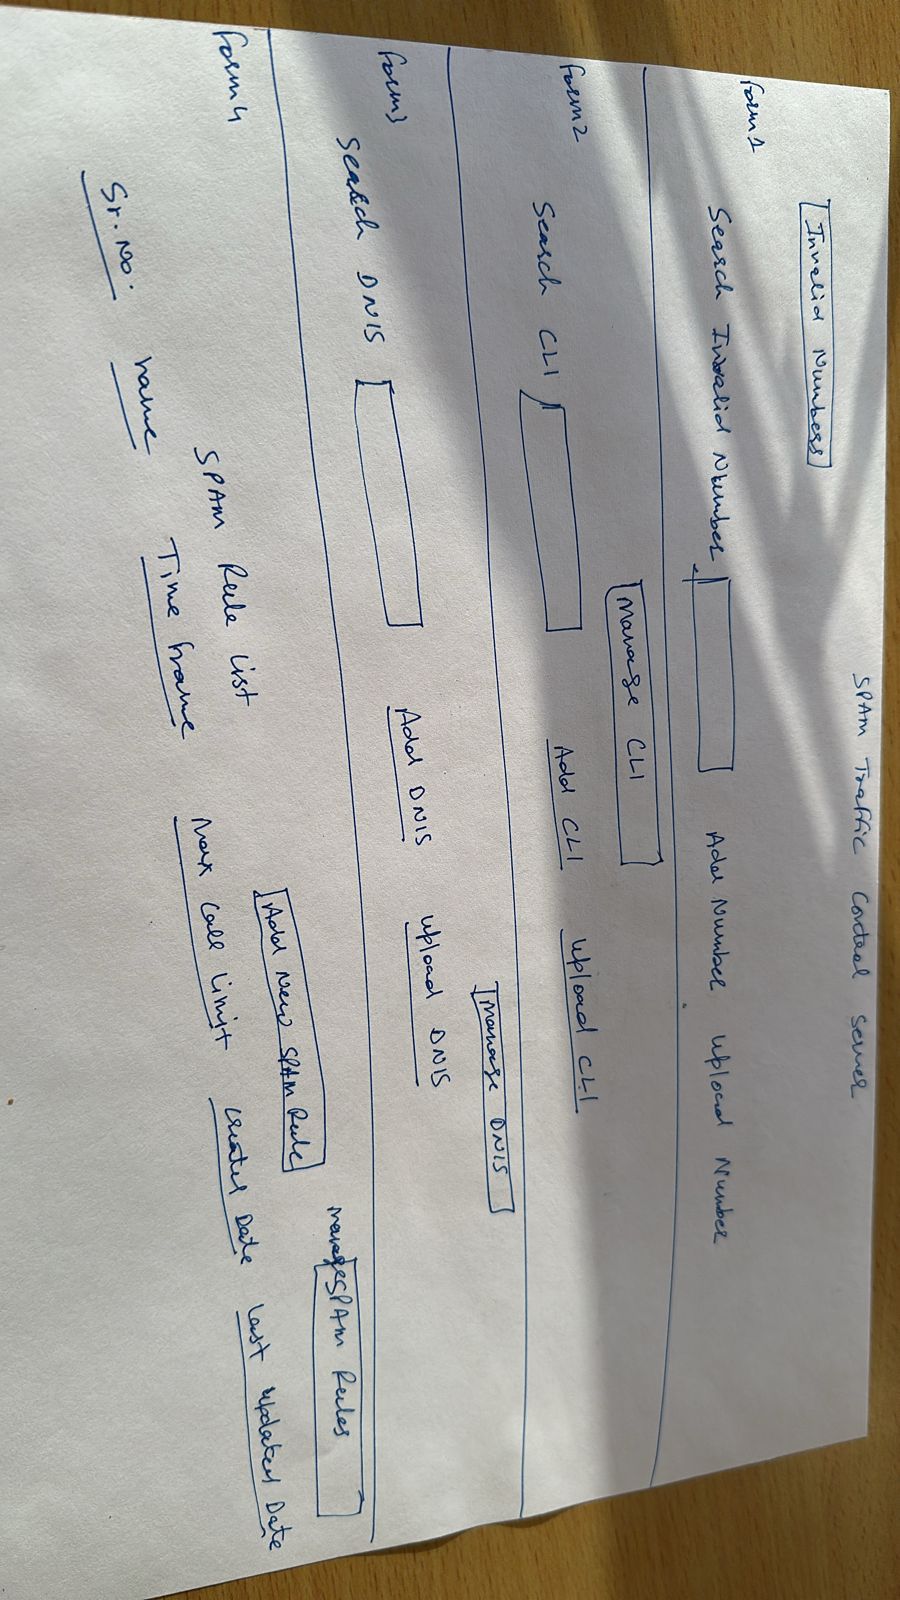 SPAM Traffic Control Server
Invalid Numbers
Form1
Search Invalid Number Add Number Upload Number
Manage CLI
Form2
Search CLI Add CLI Upload CLI
Manage DNIS
Form3
Search DNIS Add DNIS Upload DNIS
Manage SPAM Rules
Add New SPAM Rule
Form4
SPAM Rule List
Sr. No. name Time frame Max Call Limit Created Date Last Updated Date